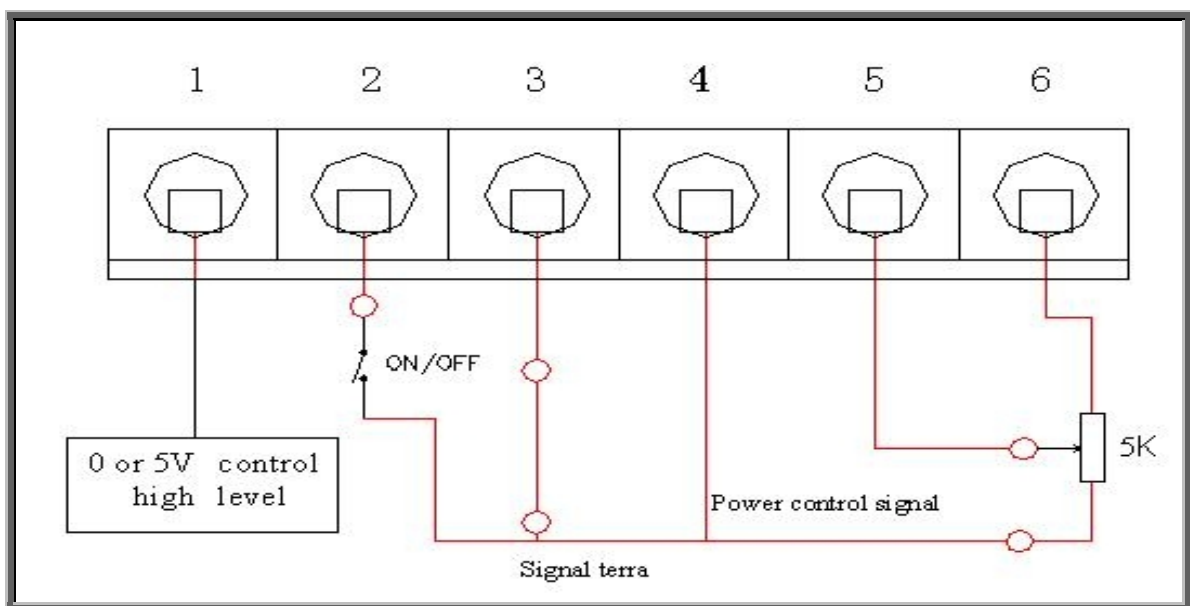 1 2 3 4 5 6
ON/OFF
0 or 5V control
high level
5K
Power control signal
Signal terra